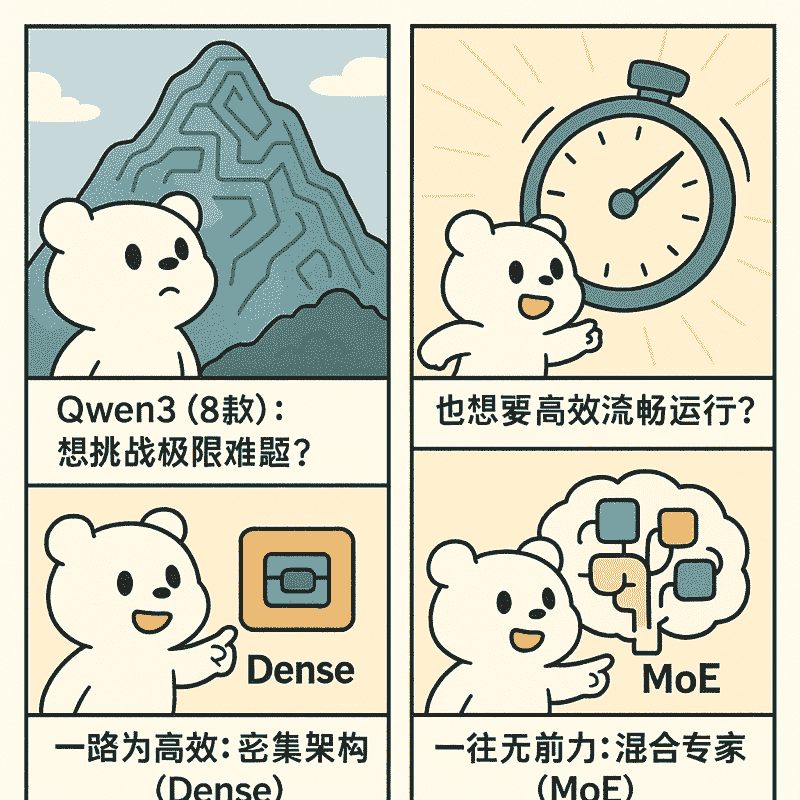 Qwen3（8款）：
想挑战极限难题？
Dense
一路为高效：密集架构
（Dense）
也想要高效流畅运行？
MoE
一往无前力：混合专家
（MoE）